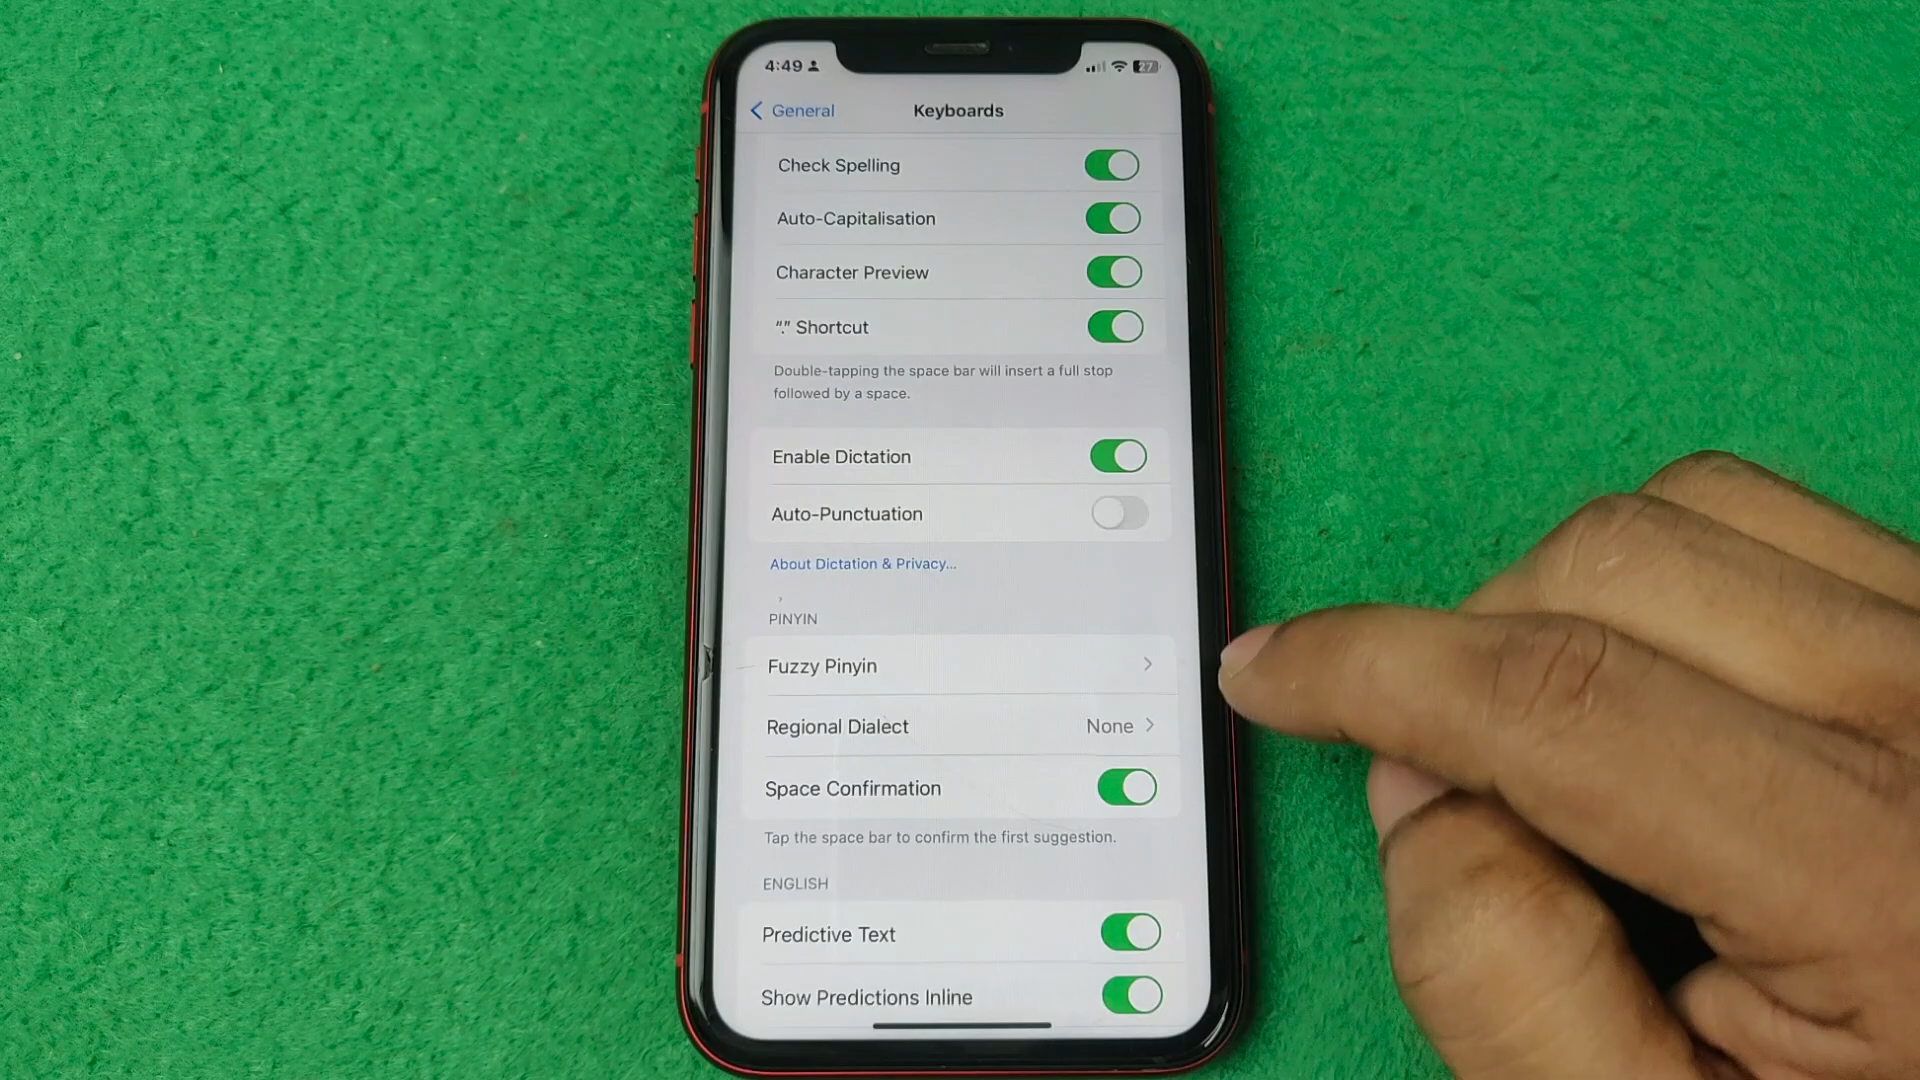 4:49
27
General
Keyboards
Check Spelling
Auto-Capitalisation
Character Preview
“.” Shortcut
Double-tapping the space bar will insert a full stop
followed by a space.
Enable Dictation
Auto-Punctuation
About Dictation & Privacy...
PINYIN
Fuzzy Pinyin
Regional Dialect None
Space Confirmation
Tap the space bar to confirm the first suggestion.
ENGLISH
Predictive Text
Show Predictions Inline